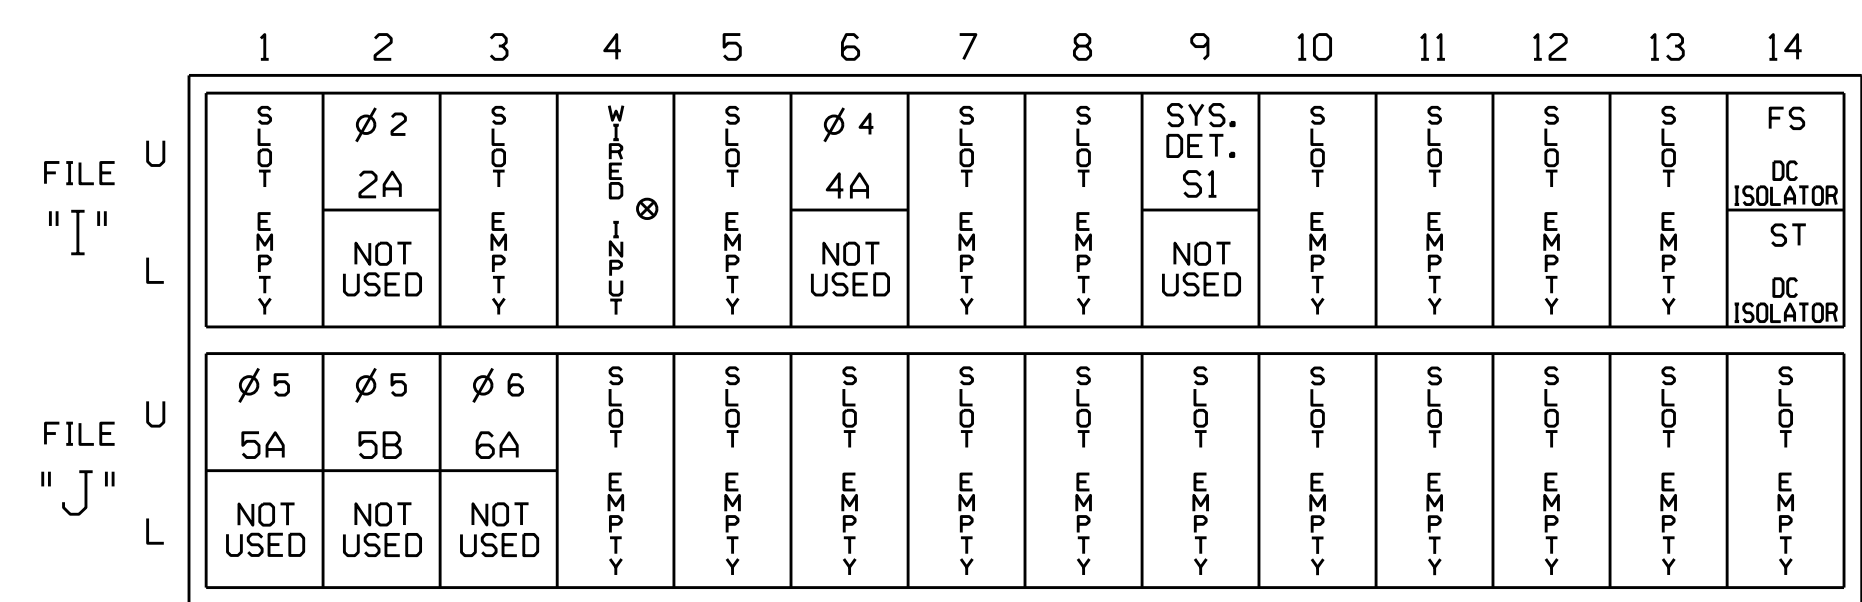 1 2 3 4 5 6 7 8 9 10 11 12 13 14
FILE
"I"
U
L
SLOT EMPTY
Ø 2
2A
NOT
USED
SLOT EMPTY
WIRED INPUT
SLOT EMPTY
Ø 4
4A
NOT
USED
SLOT EMPTY
SLOT EMPTY
SYS.
DET.
S1
NOT
USED
SLOT EMPTY
SLOT EMPTY
SLOT EMPTY
SLOT EMPTY
FS
DC
ISOLATOR
ST
DC
ISOLATOR
FILE
"J"
U
L
Ø 5
5A
NOT
USED
Ø 5
5B
NOT
USED
Ø 6
6A
NOT
USED
SLOT EMPTY
SLOT EMPTY
SLOT EMPTY
SLOT EMPTY
SLOT EMPTY
SLOT EMPTY
SLOT EMPTY
SLOT EMPTY
SLOT EMPTY
SLOT EMPTY
SLOT EMPTY